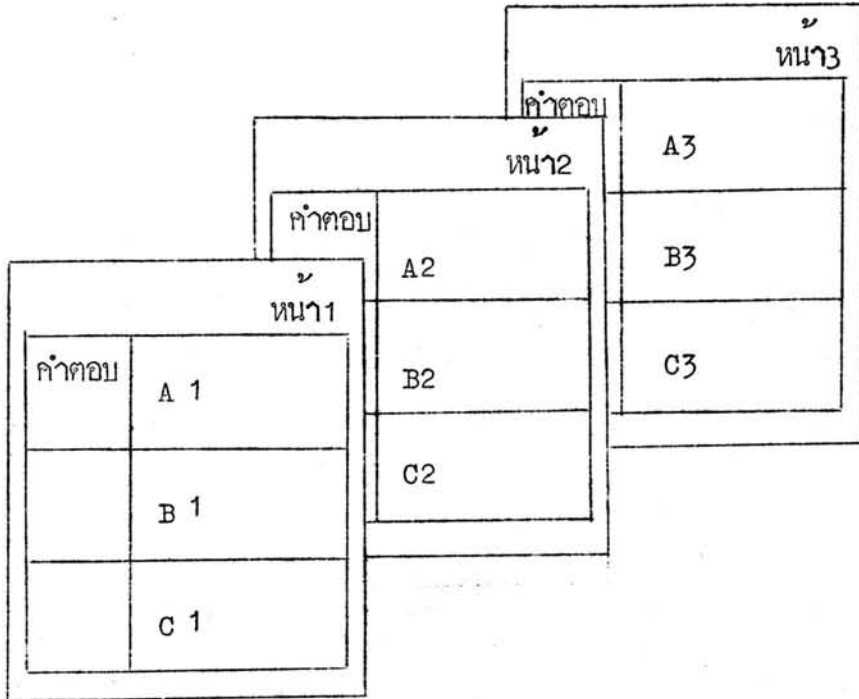 หน้า3
คำตอบ
A3
B3
C3
หน้า2
คำตอบ
A2
B2
C2
หน้า1
คำตอบ
A 1
B 1
C 1